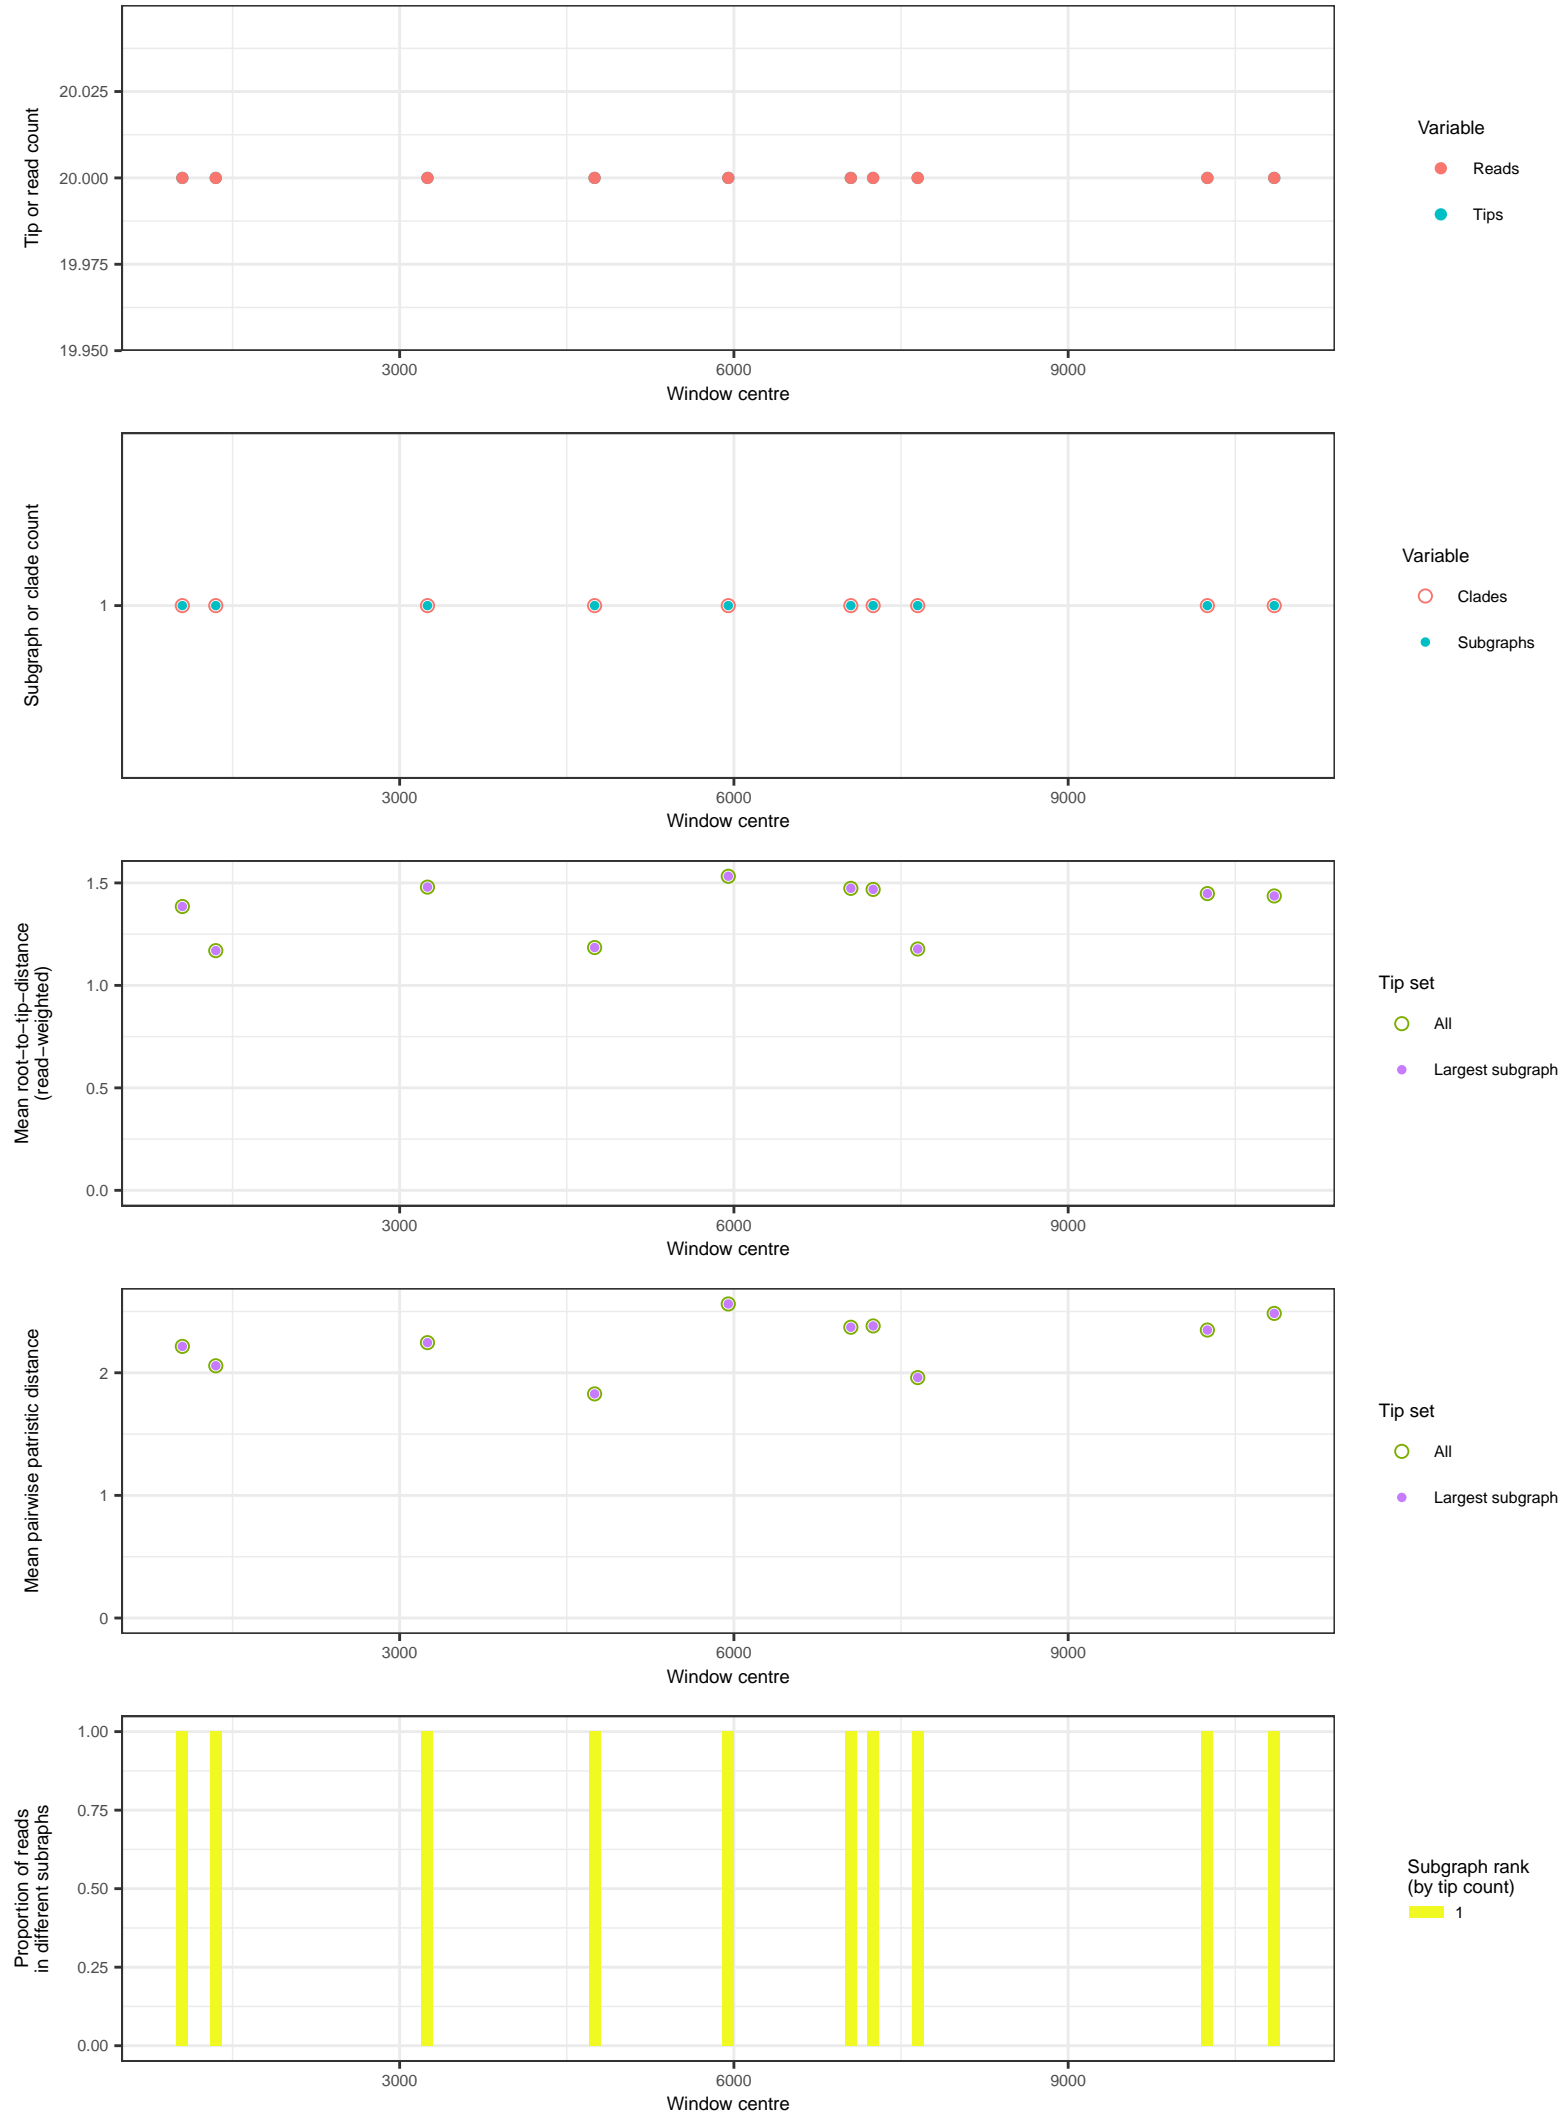 Tip or read count
20.025
20.000
19.975
19.950
3000
6000
9000
Window centre
Variable
Reads
Tips
Subgraph or clade count
1
3000
6000
9000
Window centre
Variable
Clades
Subgraphs
Mean root−to−tip−distance
(read−weighted)
1.5
1.0
0.5
0.0
3000
6000
9000
Window centre
Tip set
All
Largest subgraph
Mean pairwise patristic distance
2
1
0
3000
6000
9000
Window centre
Tip set
All
Largest subgraph
Proportion of reads
in different subraphs
1.00
0.75
0.50
0.25
0.00
3000
6000
9000
Window centre
Subgraph rank
(by tip count)
1